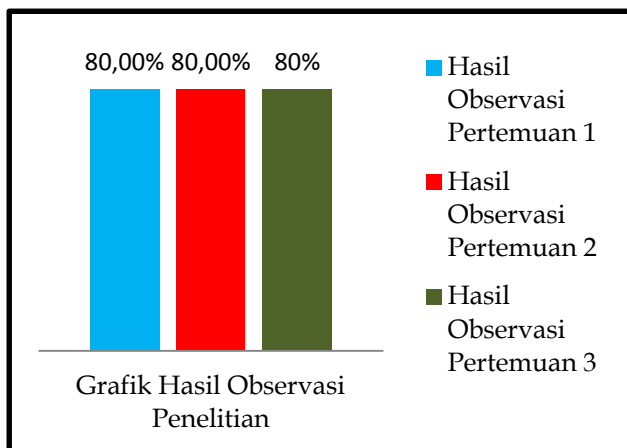 80,00% 80,00% 80%
Hasil
Observasi
Pertemuan 1
Hasil
Observasi
Pertemuan 2
Hasil
Observasi
Pertemuan 3
Grafik Hasil Observasi
Penelitian